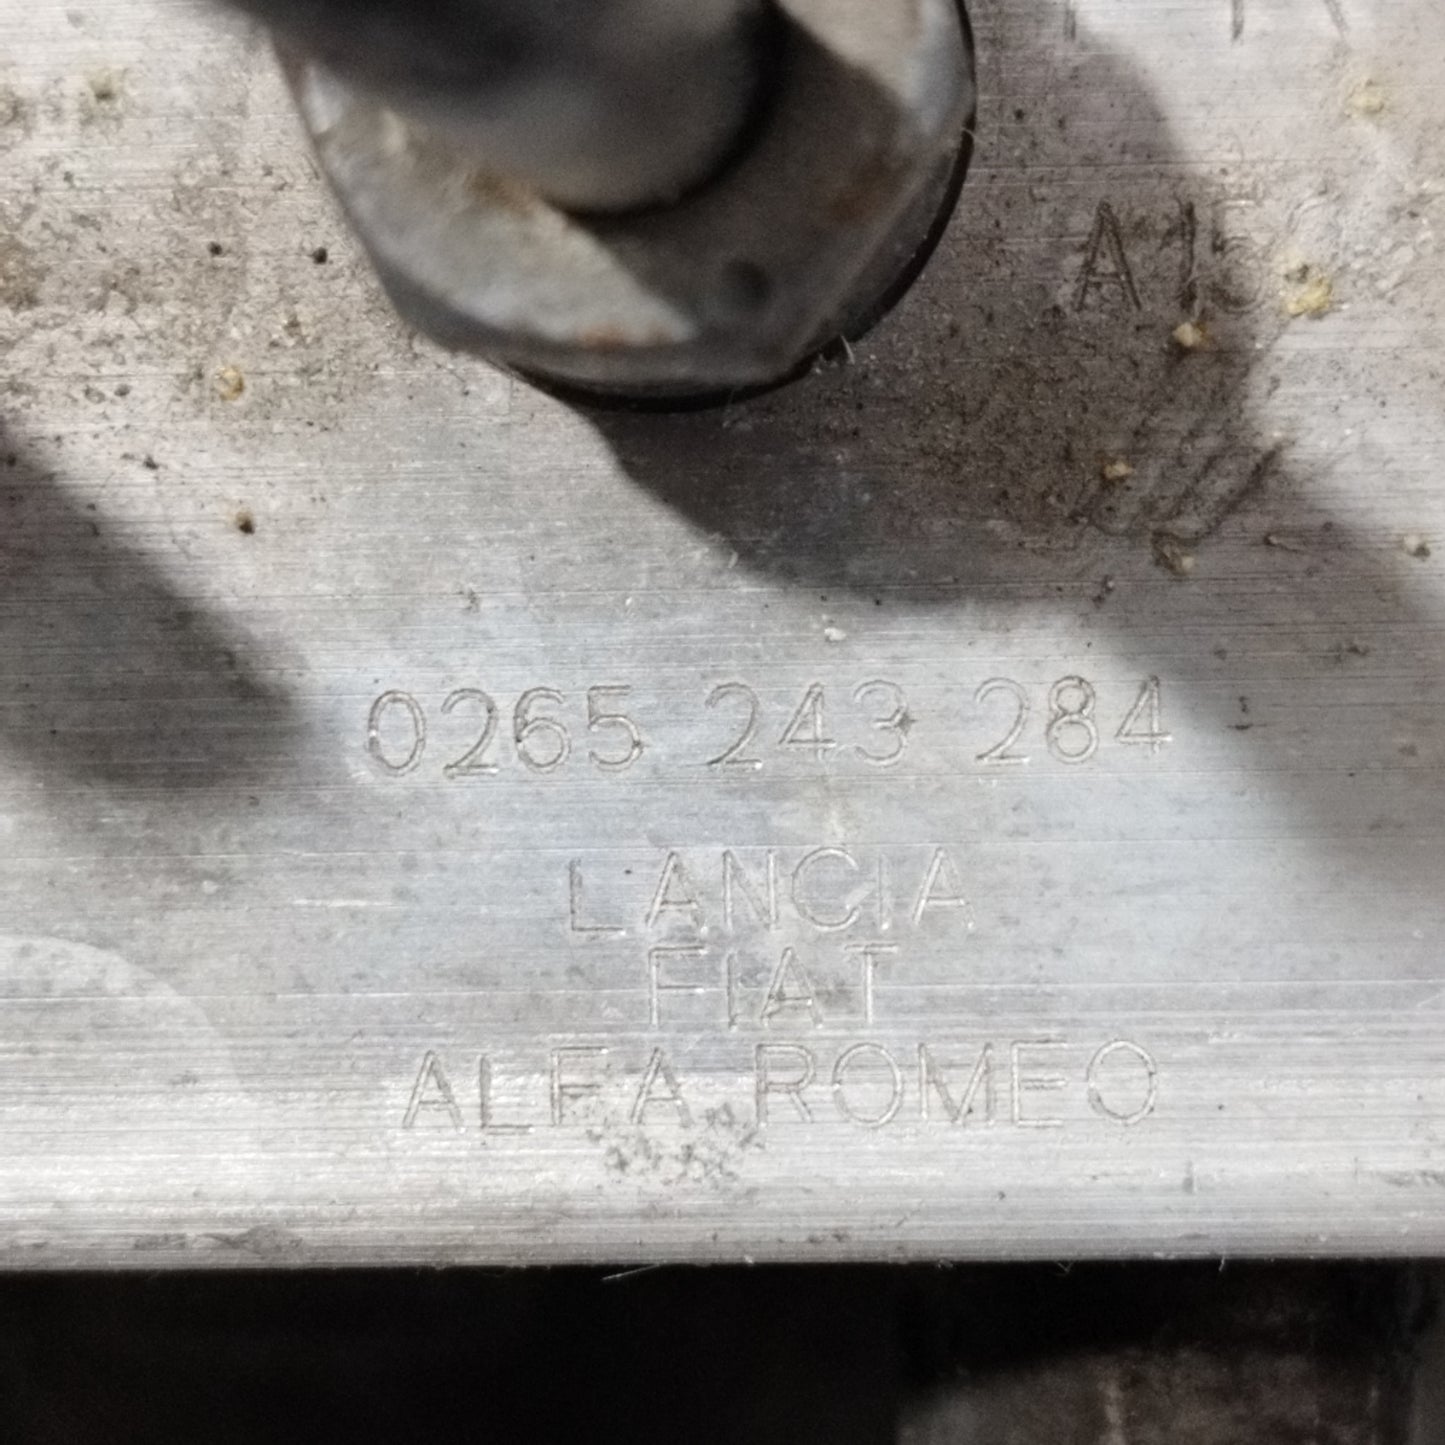 0265 243 284
LANCIA
FIAT
ALFA ROMEO